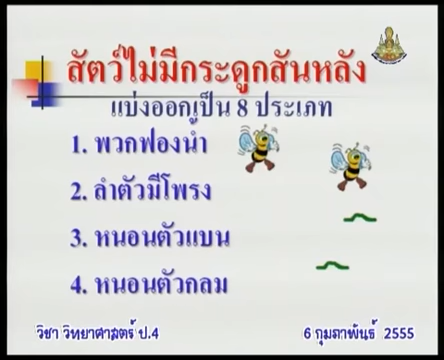 สัตว์ไม่มีกระดูกสันหลัง
แบ่งออกเป็น 8 ประเภท
1. พวกฟองน้ำ
2. ลำตัวมีโพรง
3. หนอนตัวแบน
4. หนอนตัวกลม
วิชา วิทยาศาสตร์ ป.4
6 กุมภาพันธ์ 2555